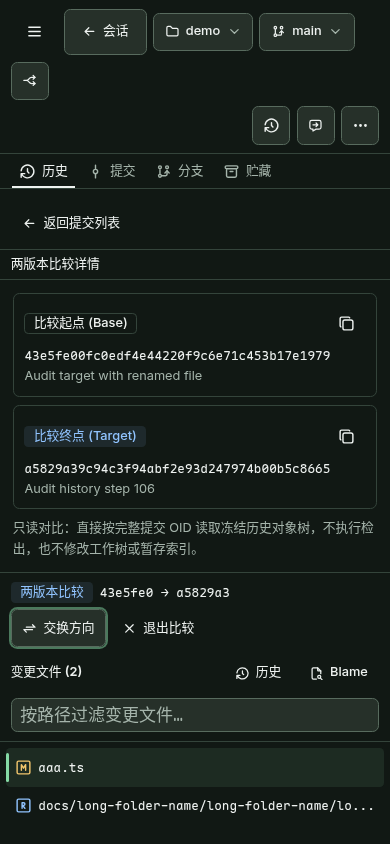 会话
demo
main
历史
提交
分支
贮藏
返回提交列表
两版本比较详情
比较起点 (Base)
43e5fe00fc0edf4e44220f9c6e71c453b17e1979
Audit target with renamed file
比较终点 (Target)
a5829a39c94c3f94abf2e93d247974b00b5c8665
Audit history step 106
只读对比：直接按完整提交 OID 读取冻结历史对象树，不执行检
出，也不修改工作树或暂存索引。
两版本比较 43e5fe0 → a5829a3
交换方向
退出比较
变更文件 (2)
历史
Blame
按路径过滤变更文件…
M aaa.ts
R docs/long-folder-name/long-folder-name/lo...